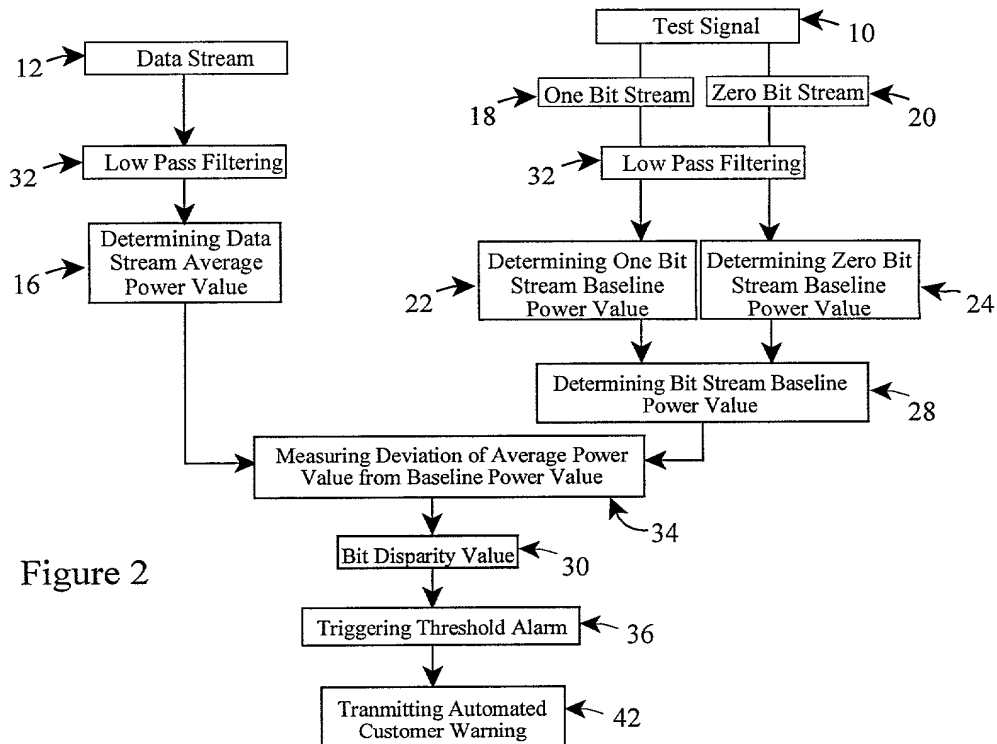 Test Signal
10
12
Data Stream
18
One Bit Stream
Zero Bit Stream
20
32
Low Pass Filtering
32
Low Pass Filtering
16
Determining Data
Stream Average
Power Value
22
Determining One Bit
Stream Baseline
Power Value
Determining Zero Bit
Stream Baseline
Power Value
24
Determining Bit Stream Baseline
Power Value
28
Measuring Deviation of Average Power
Value from Baseline Power Value
34
Bit Disparity Value
30
Figure 2
Triggering Threshold Alarm
36
Tranmitting Automated
Customer Warning
42